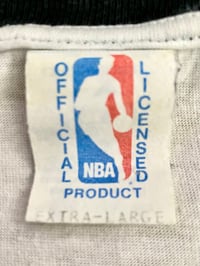 OFFICIAL
LICENSED
NBA
PRODUCT
EXTRA-LARGE